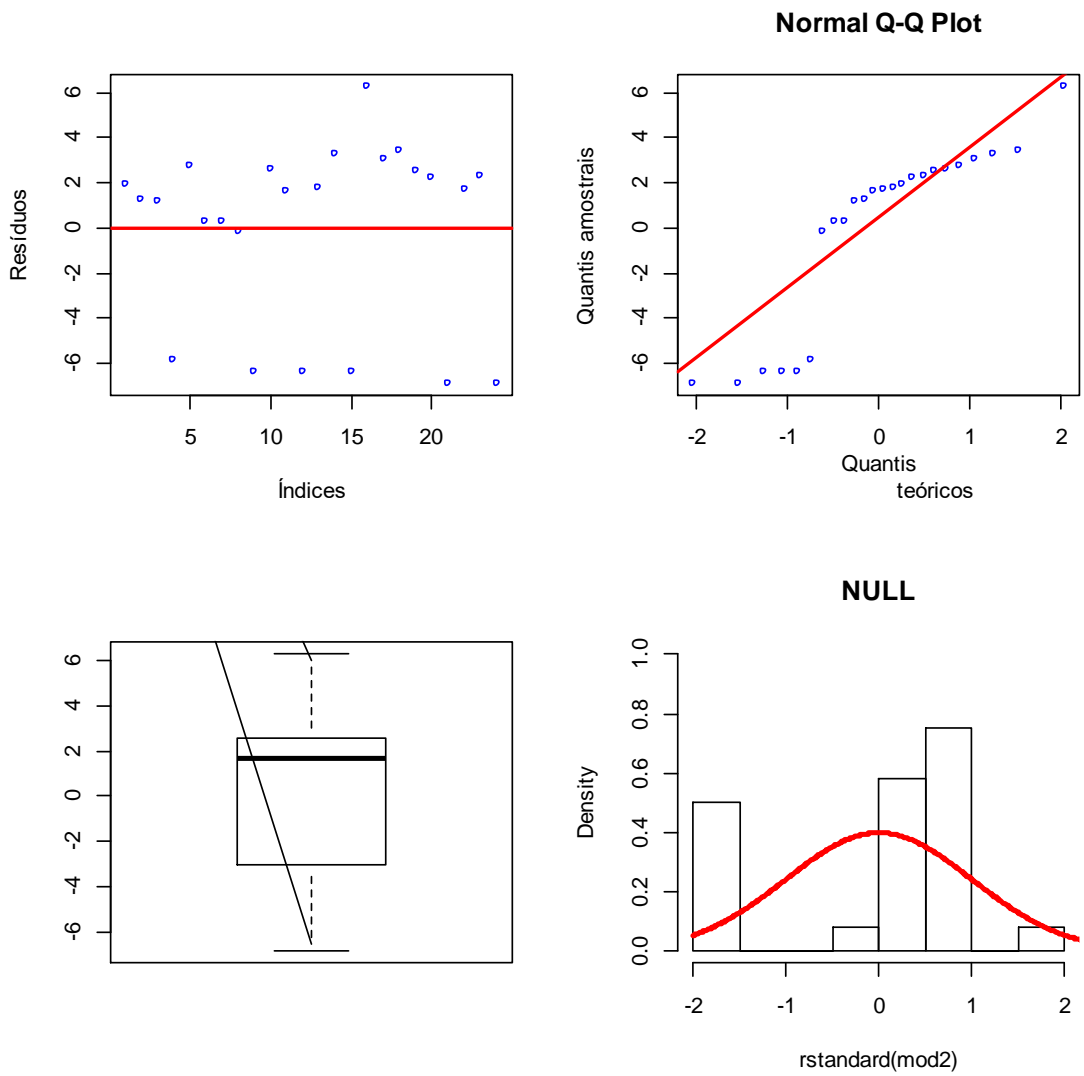 Resíduos
6
4
2
0
-2
-4
-6
5 10 15 20
Índices
Normal Q-Q Plot
Quantis amostrais
6
4
2
0
-2
-4
-6
-2 -1 0 1 2
Quantis
teóricos
6
4
2
0
-2
-4
-6
NULL
Density
1.0
0.8
0.6
0.4
0.2
0.0
-2 -1 0 1 2
rstandard(mod2)